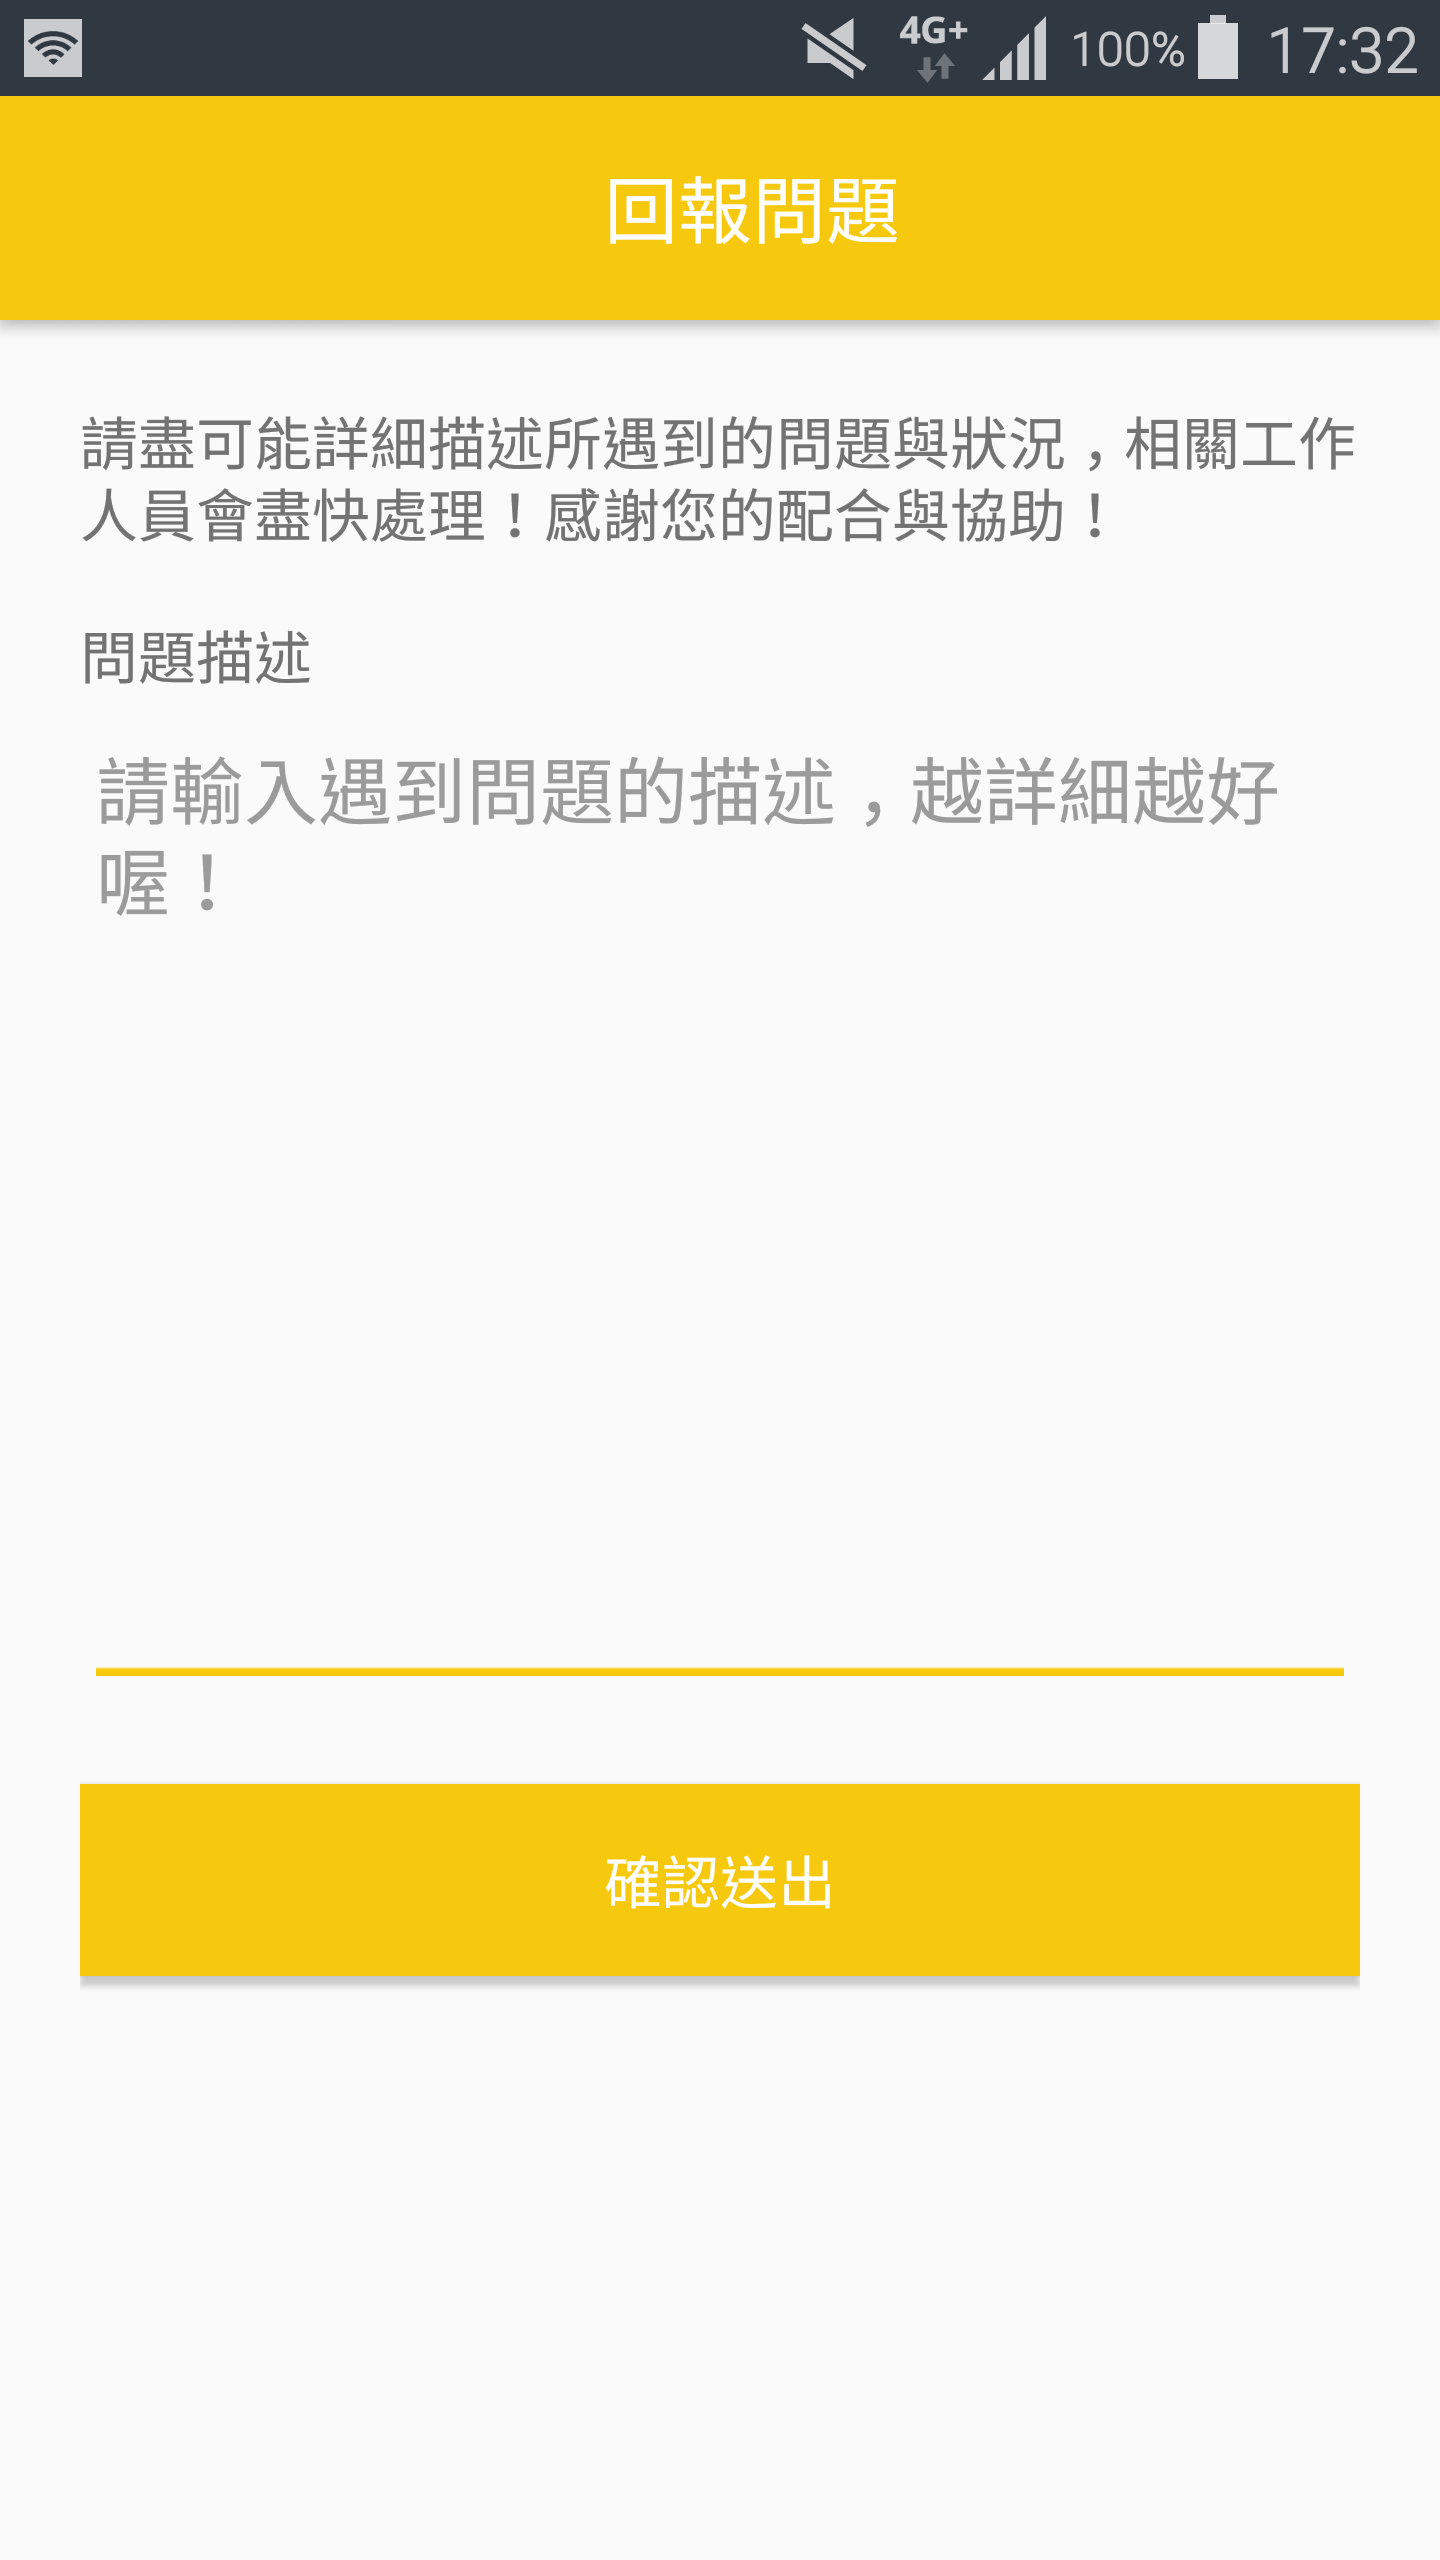 4G+ 100% 17:32
回報問題
請盡可能詳細描述所遇到的問題與狀況，相關工作
人員會盡快處理！感謝您的配合與協助！
問題描述
請輸入遇到問題的描述，越詳細越好
喔！
確認送出